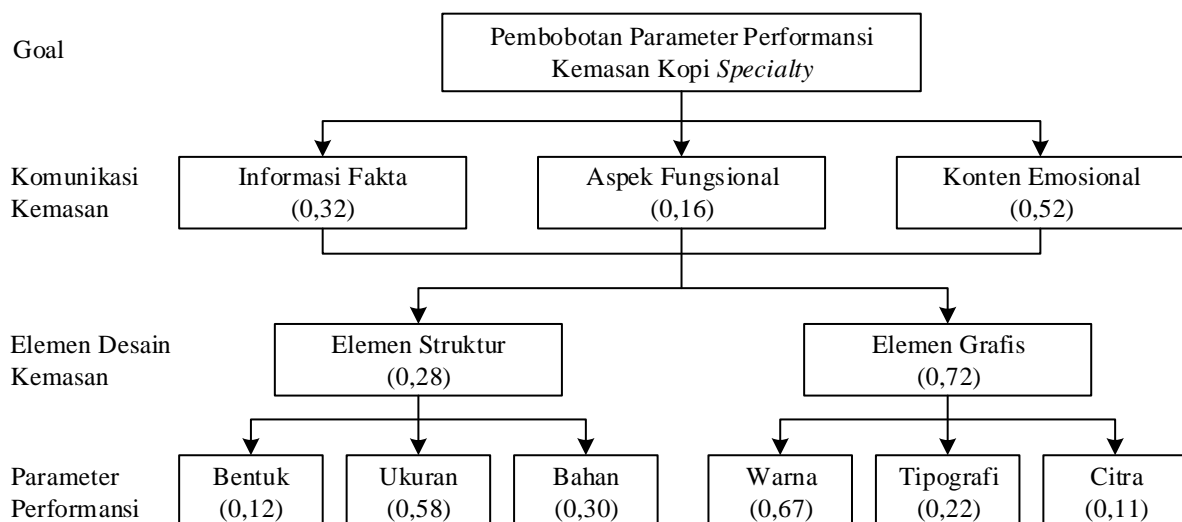 Goal
Pembobotan Parameter Performansi
Kemasan Kopi Specialty
Komunikasi
Kemasan
Informasi Fakta
(0,32)
Aspek Fungsional
(0,16)
Konten Emosional
(0,52)
Elemen Desain
Kemasan
Elemen Struktur
(0,28)
Elemen Grafis
(0,72)
Parameter
Performansi
Bentuk
(0,12)
Ukuran
(0,58)
Bahan
(0,30)
Warna
(0,67)
Tipografi
(0,22)
Citra
(0,11)